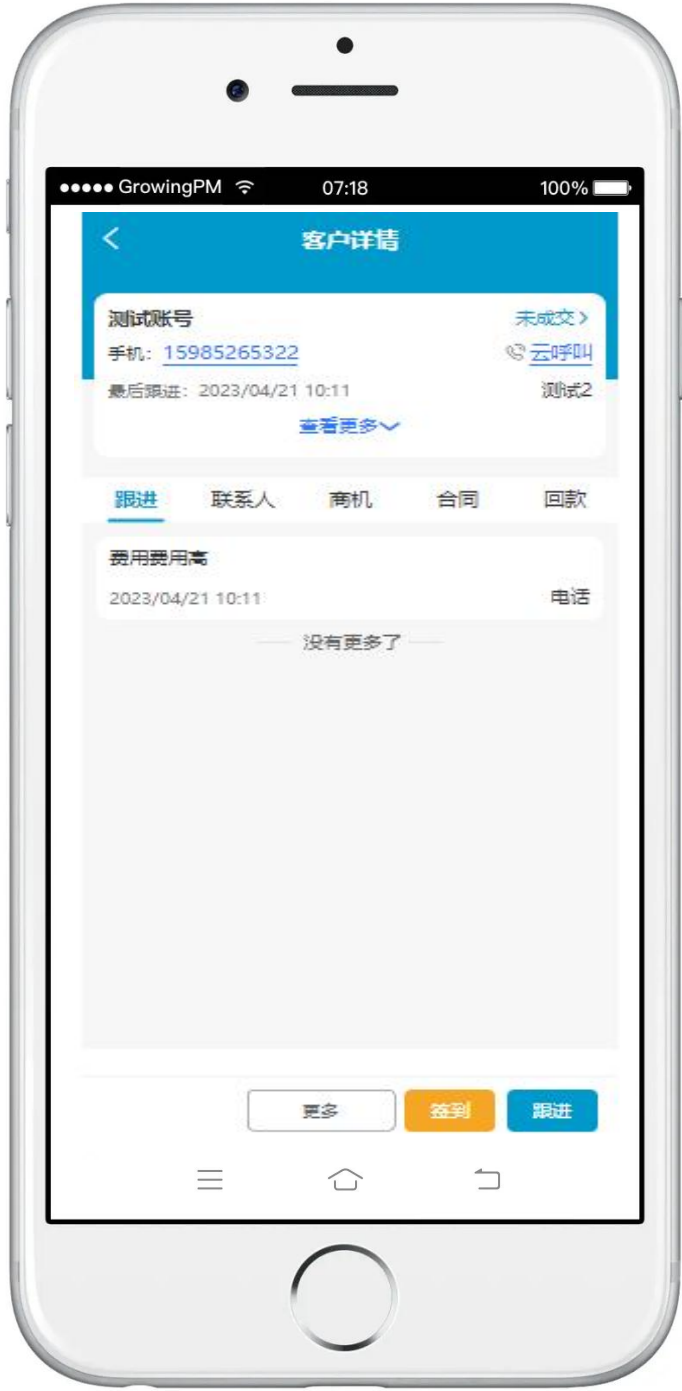 GrowingPM 07:18 100%
客户详情
测试账号 未成交
手机：15985265322 云呼叫
最后跟进：2023/04/21 10:11 测试2
查看更多
跟进 联系人 商机 合同 回款
费用费用高
2023/04/21 10:11 电话
没有更多了
更多 签到 跟进